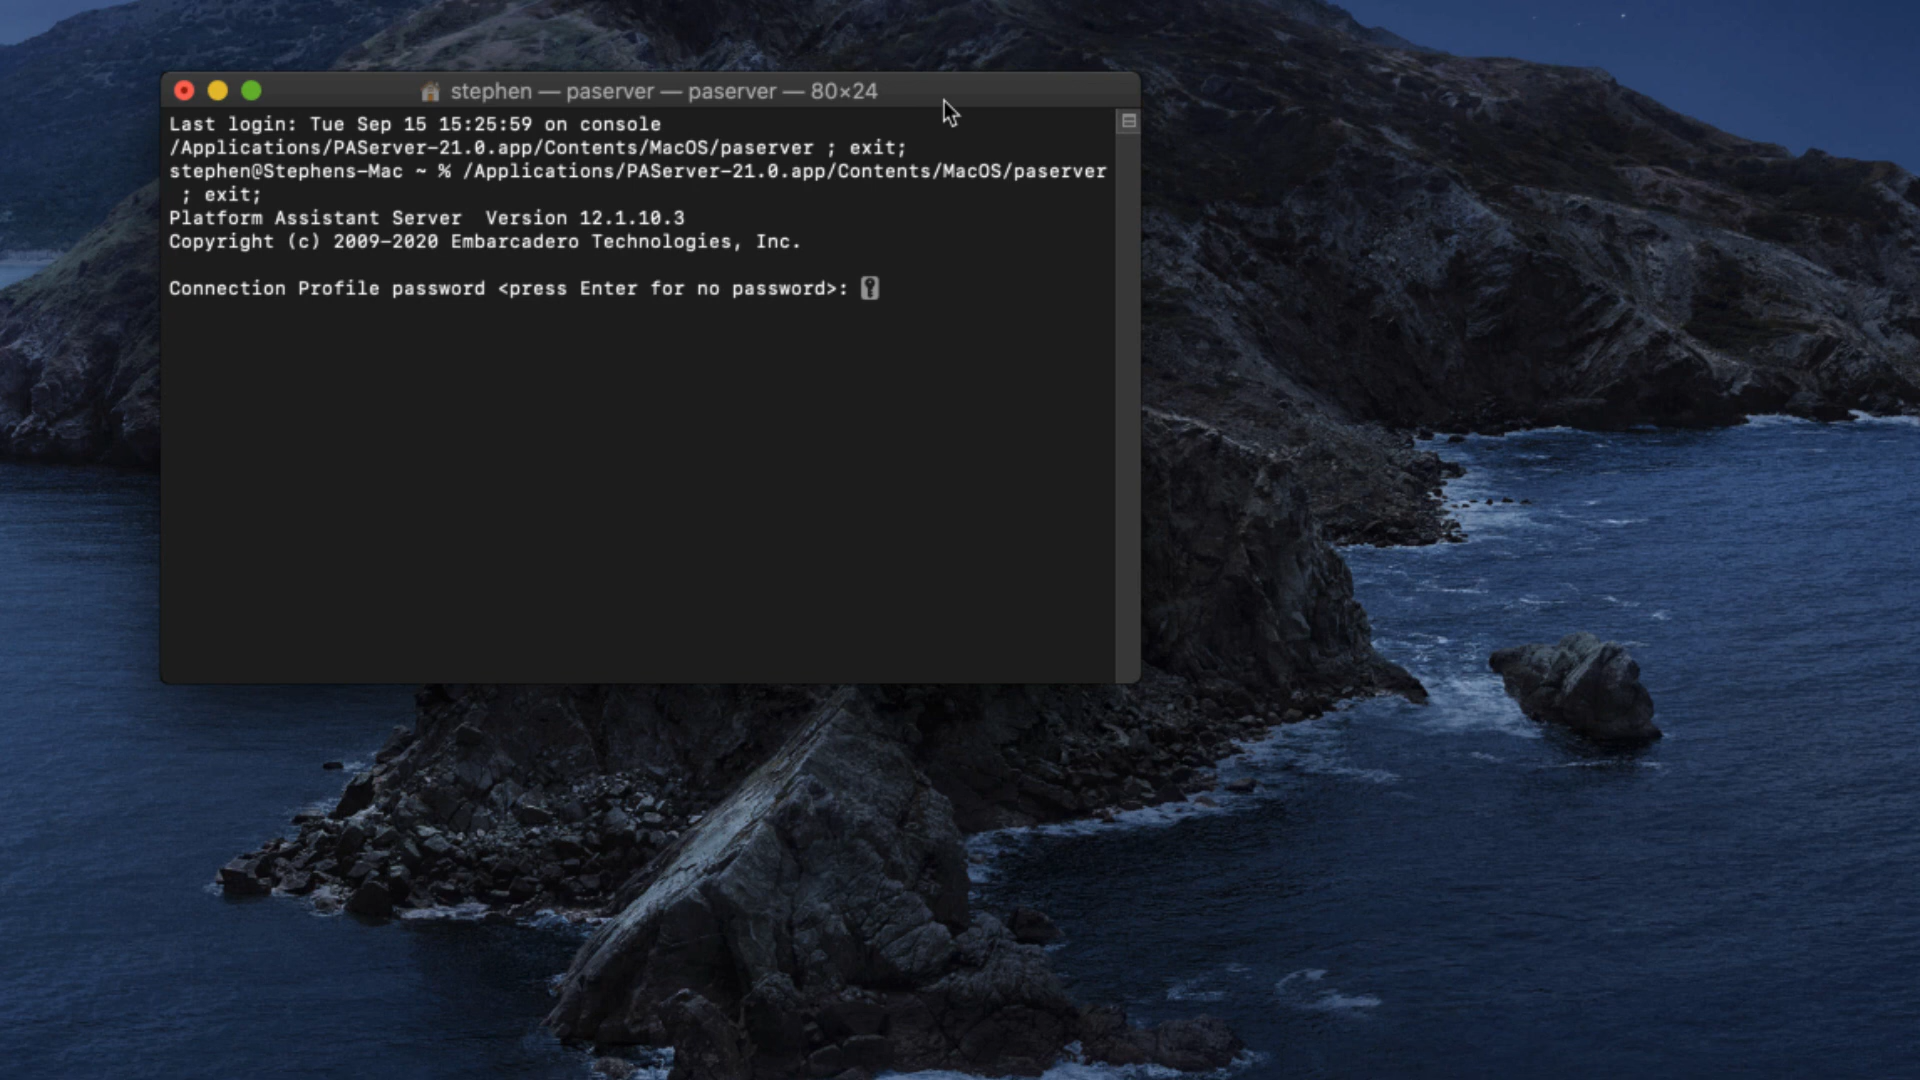 stephen — paserver — paserver — 80×24
Last login: Tue Sep 15 15:25:59 on console
/Applications/PAServer-21.0.app/Contents/MacOS/paserver ; exit;
stephen@Stephens-Mac ~ % /Applications/PAServer-21.0.app/Contents/MacOS/paserver
 ; exit;
Platform Assistant Server  Version 12.1.10.3
Copyright (c) 2009-2020 Embarcadero Technologies, Inc.
Connection Profile password <press Enter for no password>: